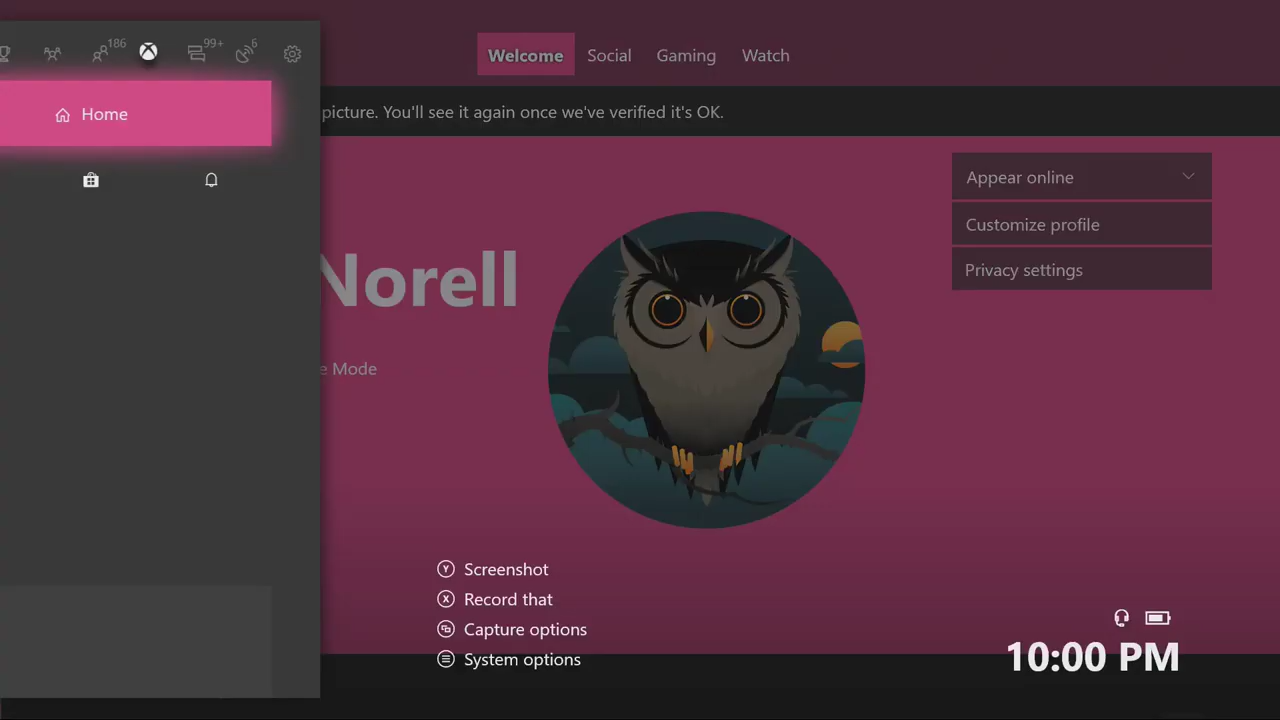 186
99+
6
Welcome Social Gaming Watch
Home
picture. You'll see it again once we've verified it's OK.
Appear online
Customize profile
Privacy settings
Norell
e Mode
Y Screenshot
X Record that
Capture options
System options
10:00 PM